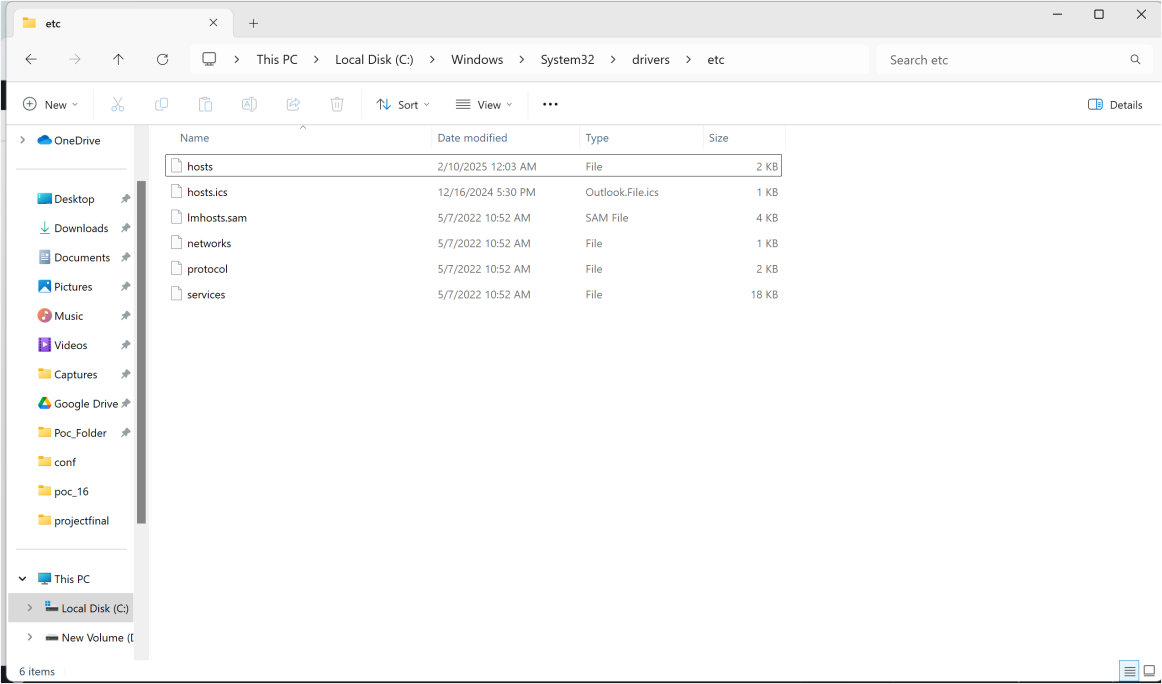 etc
This PC > Local Disk (C:) > Windows > System32 > drivers > etc
Search etc
New
Sort
View
Details
OneDrive
Desktop
Downloads
Documents
Pictures
Music
Videos
Captures
Google Drive
Poc_Folder
conf
poc_16
projectfinal
This PC
Local Disk (C:)
New Volume (D
Name Date modified Type Size
hosts 2/10/2025 12:03 AM File 2 KB
hosts.ics 12/16/2024 5:30 PM Outlook.File.ics 1 KB
lmhosts.sam 5/7/2022 10:52 AM SAM File 4 KB
networks 5/7/2022 10:52 AM File 1 KB
protocol 5/7/2022 10:52 AM File 2 KB
services 5/7/2022 10:52 AM File 18 KB
6 items